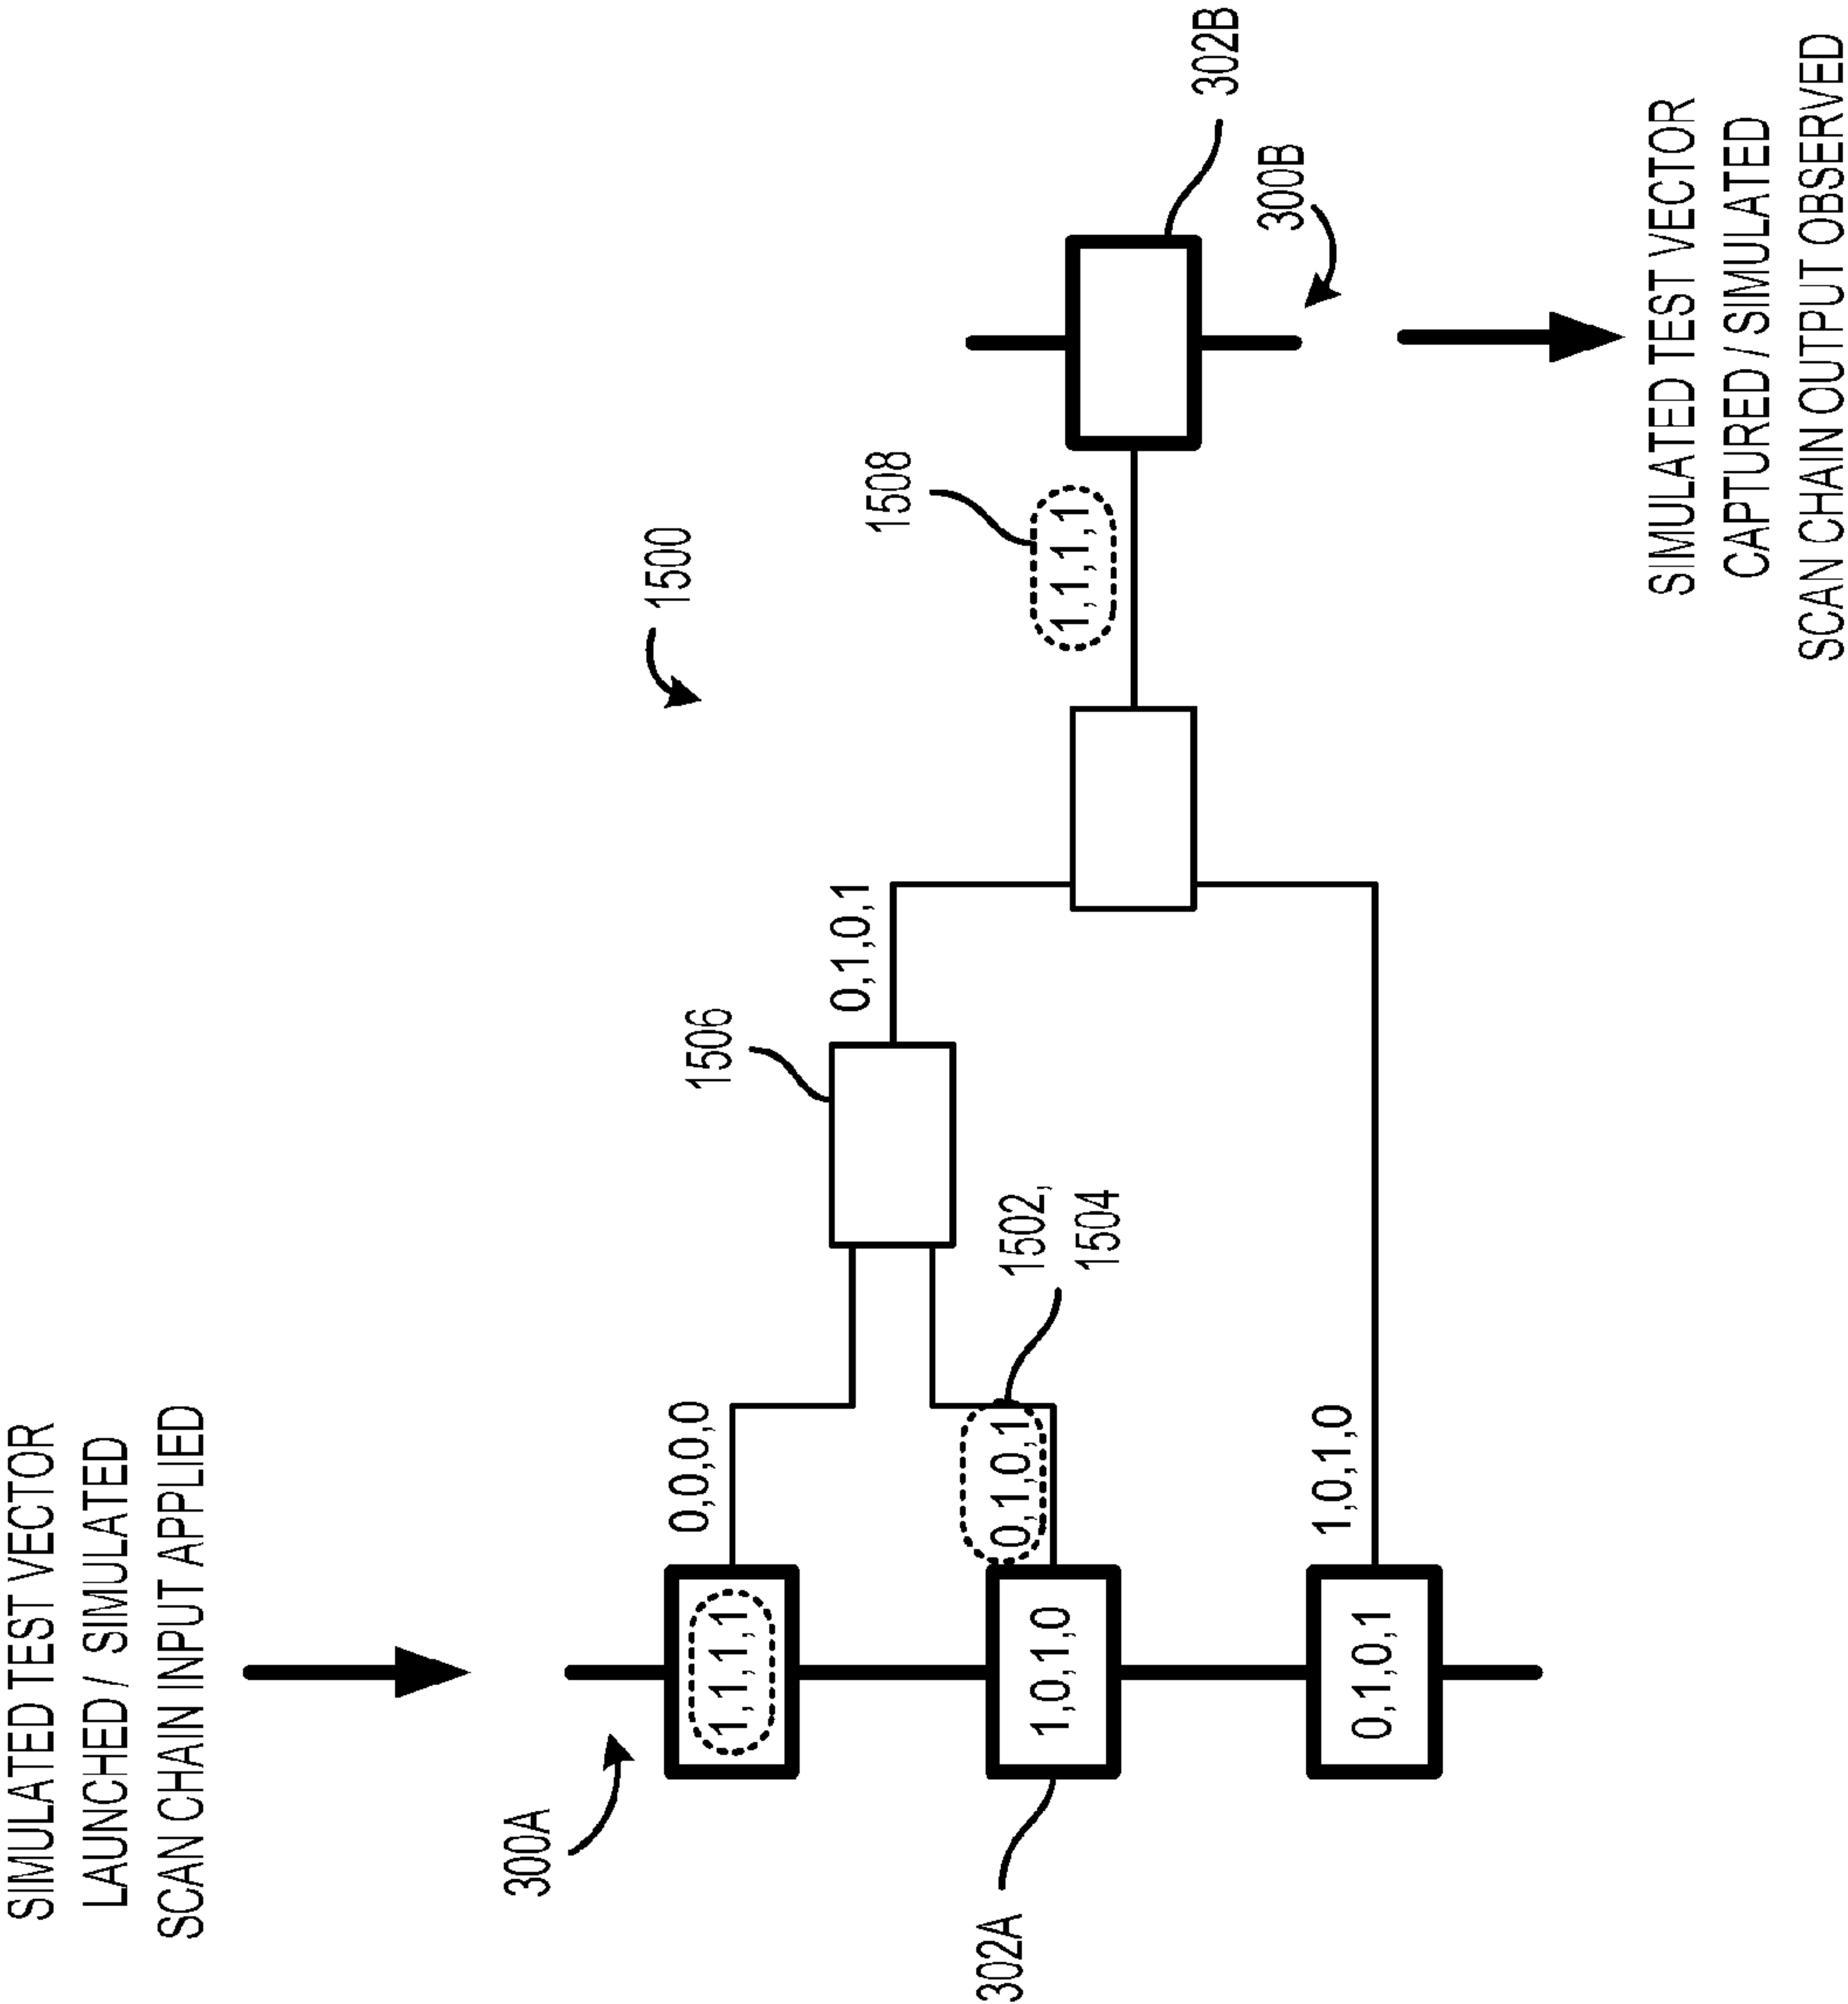 SIMULATED TEST VECTOR
LAUNCHED / SIMULATED
SCAN CHAIN INPUT APPLIED
300A
1,1,1,1
0,0,0,0
302A
1,0,1,0
0,1,0,1
1502,
1504
0,1,0,1
1,0,1,0
1506
0,1,0,1
1500
1508
1,1,1,1
302B
300B
SIMULATED TEST VECTOR
CAPTURED / SIMULATED
SCAN CHAIN OUTPUT OBSERVED